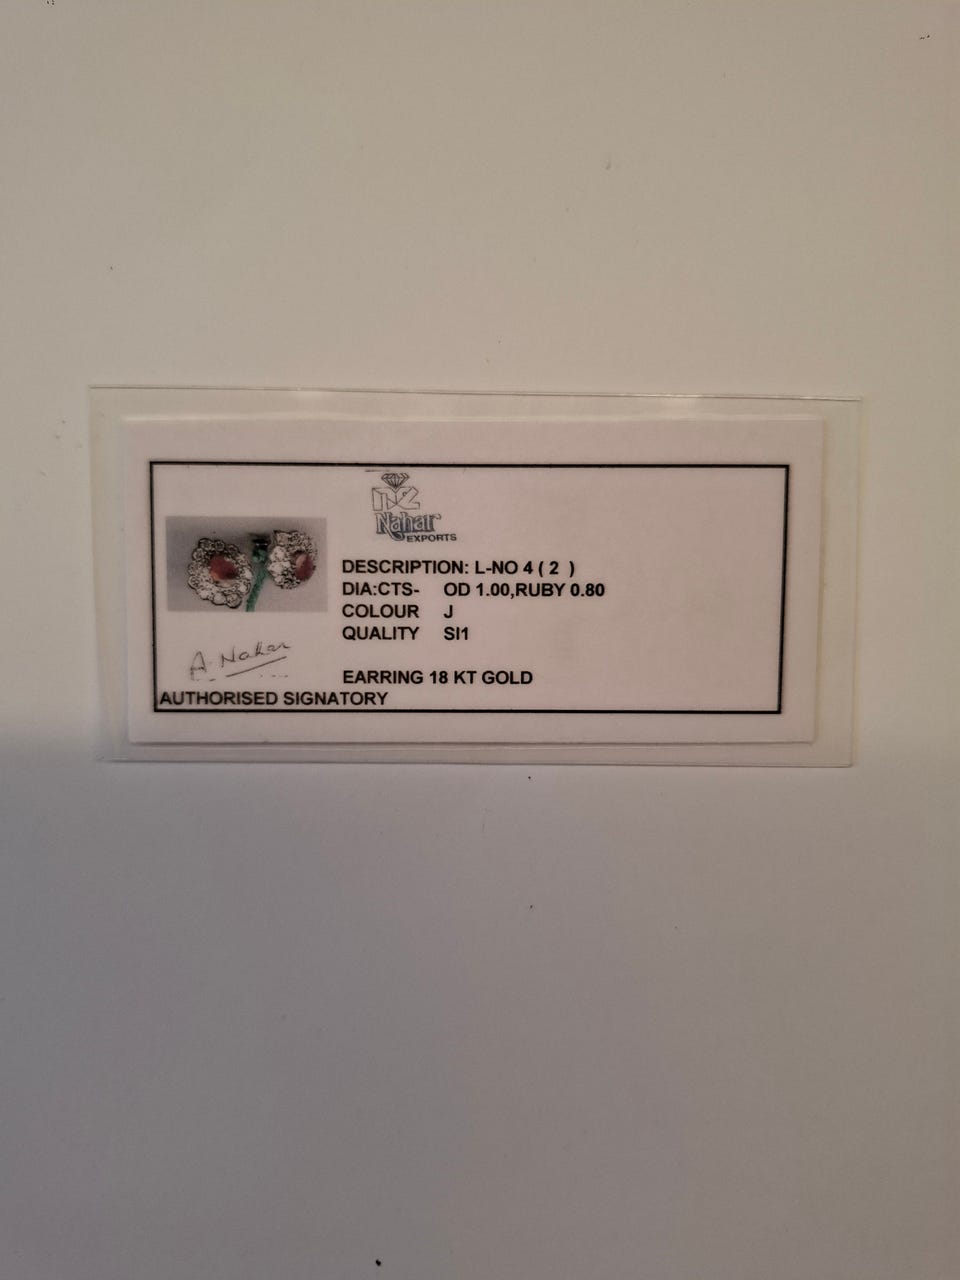 Nahar
EXPORTS
DESCRIPTION: L-NO 4 ( 2 )
DIA:CTS- OD 1.00,RUBY 0.80
COLOUR J
QUALITY SI1
A. Nahar
EARRING 18 KT GOLD
AUTHORISED SIGNATORY